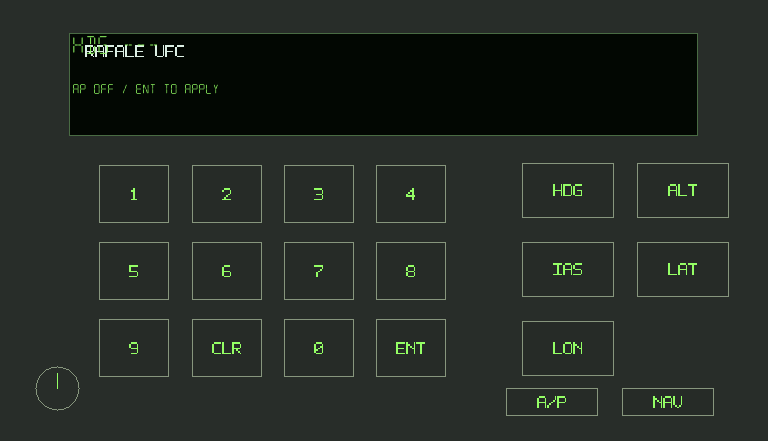 HDG ---
RAFALE UFC
AP OFF / ENT TO APPLY
1 2 3 4 HDG ALT
5 6 7 8 IAS LAT
9 CLR 0 ENT LON
A/P NAV